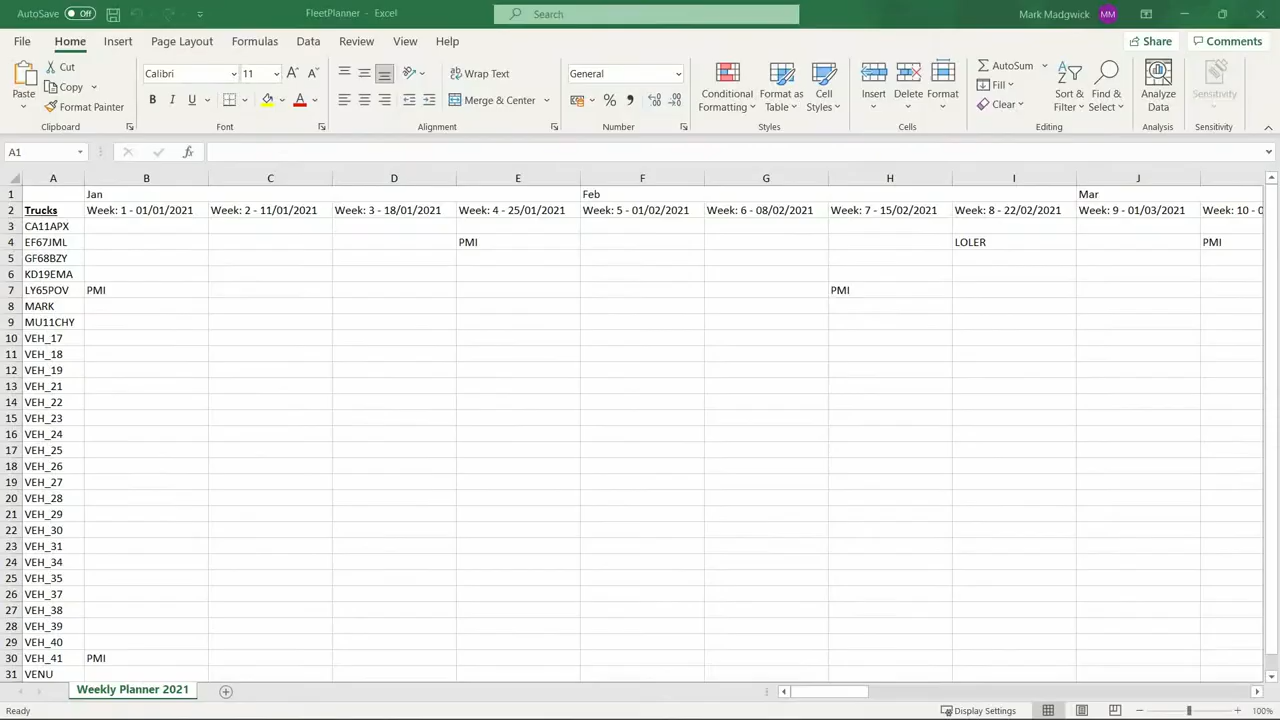 AutoSave Off FleetPlanner - Excel Search Mark Madgwick MM
File Home Insert Page Layout Formulas Data Review View Help Share Comments
Paste Cut Copy Format Painter
Calibri 11 A A B I U A
Wrap Text Merge & Center
General % ,
Conditional Formatting Format as Table Cell Styles
Insert Delete Format
AutoSum Fill Clear Sort & Filter Find & Select
Analyze Data Sensitivity
Clipboard Font Alignment Number Styles Cells Editing Analysis Sensitivity
A1 fx
A B C D E F G H I J
1 Jan Feb Mar
2 Trucks Week: 1 - 01/01/2021 Week: 2 - 11/01/2021 Week: 3 - 18/01/2021 Week: 4 - 25/01/2021 Week: 5 - 01/02/2021 Week: 6 - 08/02/2021 Week: 7 - 15/02/2021 Week: 8 - 22/02/2021 Week: 9 - 01/03/2021 Week: 10 -
3 CA11APX
4 EF67JML PMI LOLER PMI
5 GF68BZY
6 KD19EMA
7 LY65POV PMI PMI
8 MARK
9 MU11CHY
10 VEH_17
11 VEH_18
12 VEH_19
13 VEH_21
14 VEH_22
15 VEH_23
16 VEH_24
17 VEH_25
18 VEH_26
19 VEH_27
20 VEH_28
21 VEH_29
22 VEH_30
23 VEH_31
24 VEH_34
25 VEH_35
26 VEH_37
27 VEH_38
28 VEH_39
29 VEH_40
30 VEH_41 PMI
31 VENU
Weekly Planner 2021
Ready Display Settings 100%